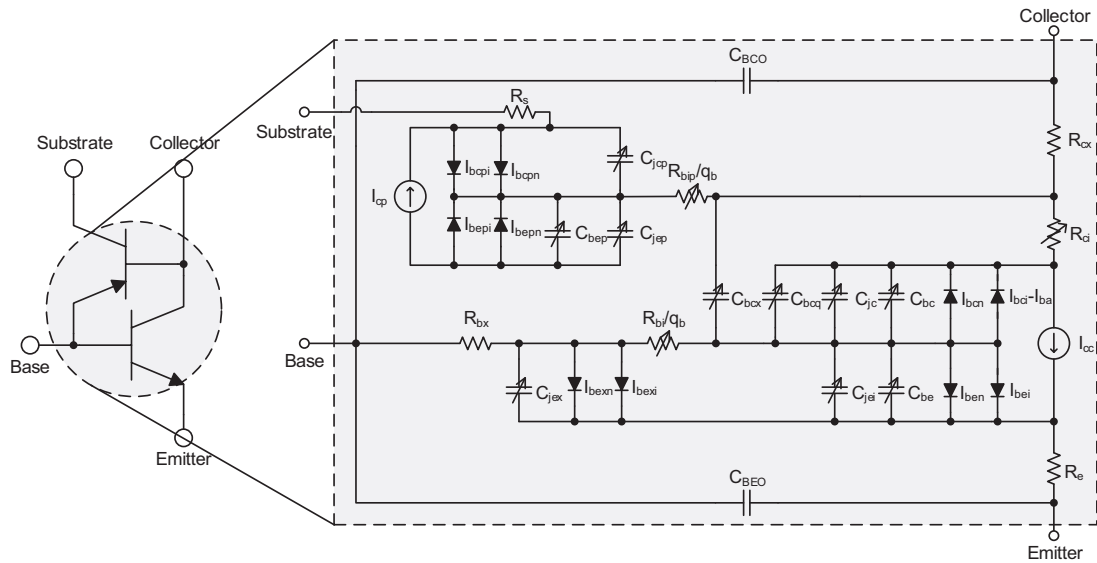 Collector
C_BCO
R_s
Substrate
Substrate
Collector
R_cx
I_bcpi
I_bcpn
C_jcp
R_bip/q_b
I_cp
I_bepi
I_bepn
C_bep
C_jep
R_ci
C_bcx
C_bcq
C_jc
C_bc
I_bcn
I_bci-I_ba
R_bx
R_bi/q_b
I_cc
Base
Base
C_jex
I_bexn
I_bexi
C_jei
C_be
I_ben
I_bei
Emitter
C_BEO
R_e
Emitter